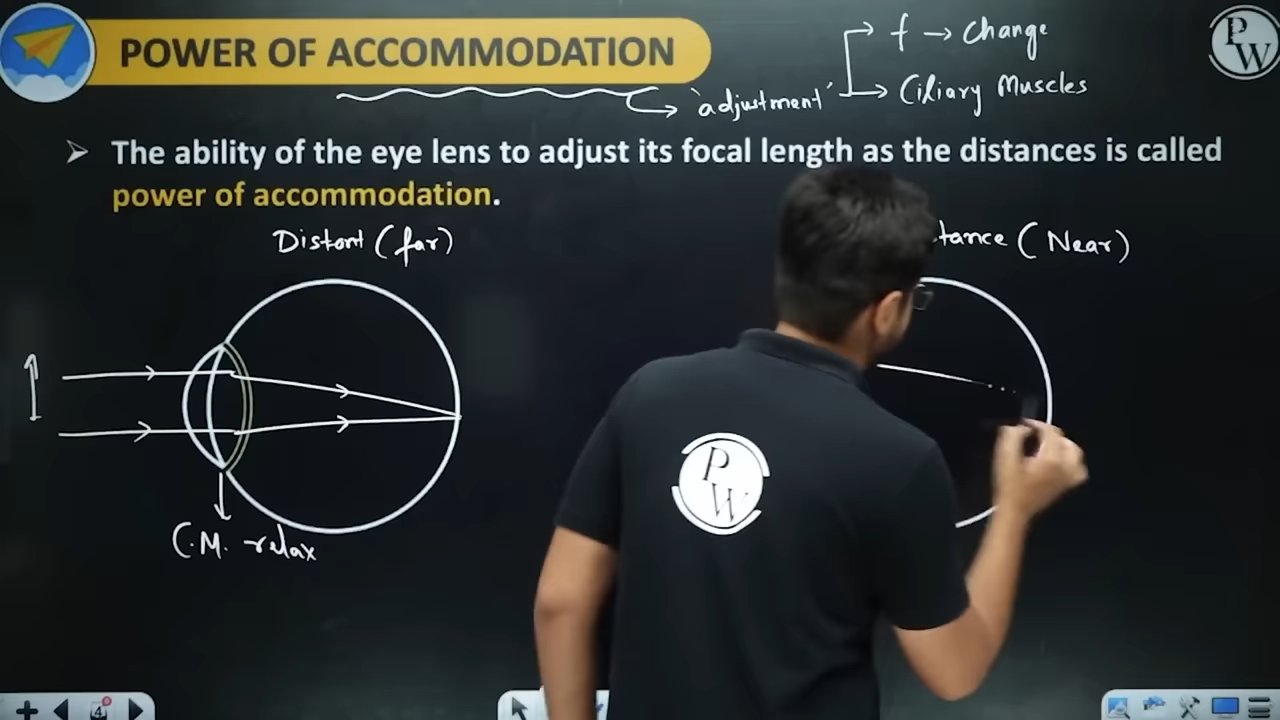 POWER OF ACCOMMODATION
f → Change
'adjustment'
Ciliary Muscles
PW
➤ The ability of the eye lens to adjust its focal length as the distances is called
power of accommodation.
Distant (far)
tance (Near)
PW
C.M. relax
4